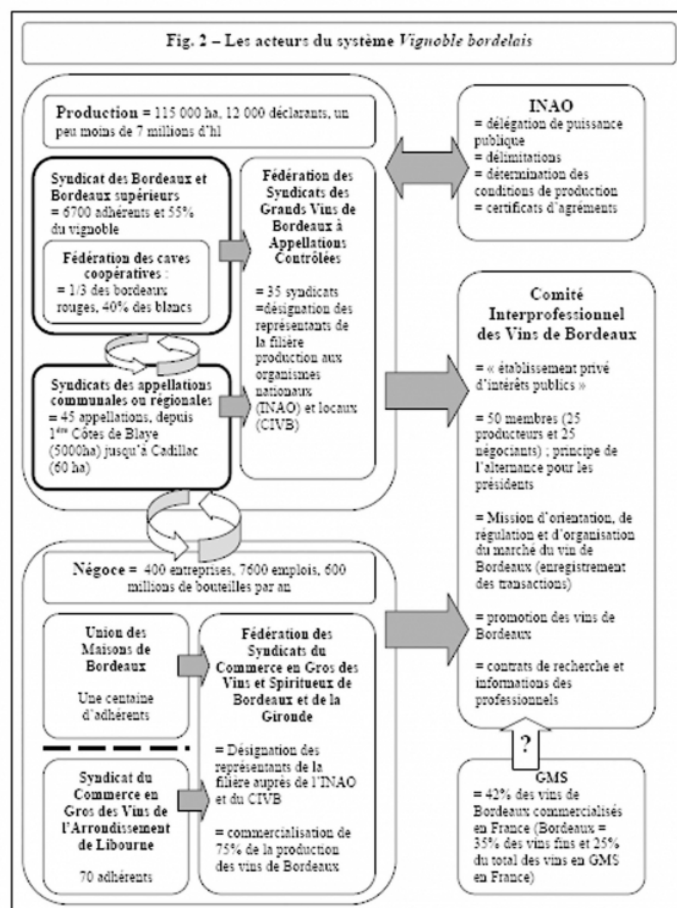 Fig. 2 – Les acteurs du système Vignoble bordelais
Production = 115 000 ha, 12 000 déclarants, un
peu moins de 7 millions d'hl
Syndicat des Bordeaux et
Bordeaux supérieurs
= 6700 adhérents et 55%
du vignoble
Fédération des caves
coopératives :
= 1/3 des bordeaux
rouges, 40% des blancs
Syndicats des appellations
communale ou régionales
= 45 appellations, depuis
1ères Côtes de Blaye
(5000ha) jusqu'à Cadillac
(60 ha)
Fédération des
Syndicats des
Grands Vins de
Bordeaux à
Appellations
Contrôlées
= 35 syndicats
=désignation des
représentants de
la filière
production aux
organismes
nationaux
(INAO) et locaux
(CIVB)
INAO
= délégation de puissance
publique
= délimitations
= détermination des
conditions de production
= certificats d'agréments
Comité
Interprofessionnel
des Vins de Bordeaux
= « établissement privé
d'intérêts publics »
= 50 membres (25
producteurs et 25
négociants) ; principe de
l'alternance pour les
présidents
= Mission d'orientation, de
régulation et d'organisation
du marché du vin de
Bordeaux (enregistrement
des transactions)
= promotion des vins de
Bordeaux
= contrats de recherche et
informations des
professionnels
?
GMS
= 42% des vins de
Bordeaux commercialisés
en France (Bordeaux =
35% des vins fins et 25%
du total des vins en GMS
en France)
Négoce = 400 entreprises, 7600 emplois, 600
millions de bouteilles par an
Union des
Maisons de
Bordeaux
Une centaine
d'adhérents
Syndicat du
Commerce en
Gros des Vins de
l'Arrondissement
de Libourne
70 adhérents
Fédération des
Syndicats du
Commerce en Gros des
Vins et Spiritueux de
Bordeaux et de la
Gironde
= Désignation des
représentants de la
filière auprès de l'INAO
et du CIVB
= commercialisation de
75% de la production
des vins de Bordeaux